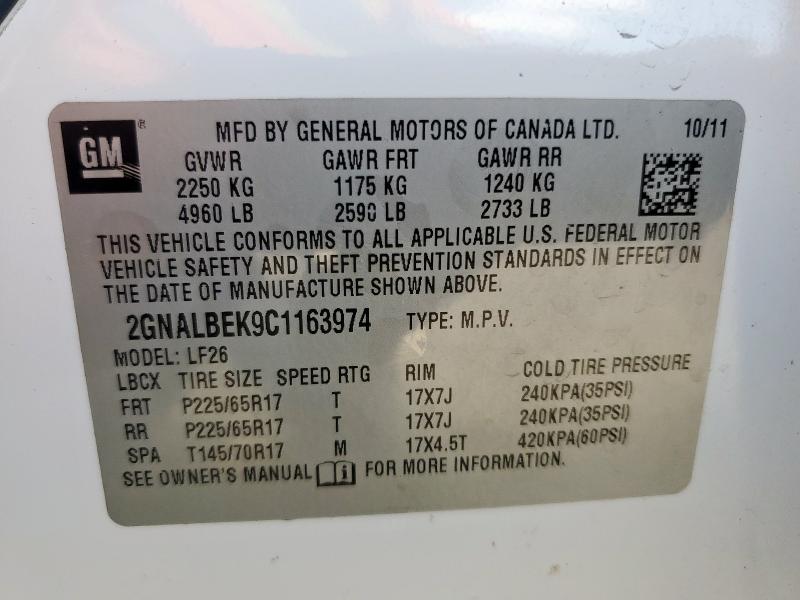 GM ® MFD BY GENERAL MOTORS OF CANADA LTD. 10/11
GVWR GAWR FRT GAWR RR
2250 KG 1175 KG 1240 KG
4960 LB 2590 LB 2733 LB
THIS VEHICLE CONFORMS TO ALL APPLICABLE U.S. FEDERAL MOTOR
VEHICLE SAFETY AND THEFT PREVENTION STANDARDS IN EFFECT ON
THE DATE OF MANUFACTURE SHOWN ABOVE.
2GNALBEK9C1163974 TYPE: M.P.V.
MODEL: LF26
LBCX TIRE SIZE SPEED RTG RIM COLD TIRE PRESSURE
FRT P225/65R17 T 17X7J 240KPA(35PSI)
RR P225/65R17 T 17X7J 240KPA(35PSI)
SPA T145/70R17 M 17X4.5T 420KPA(60PSI)
SEE OWNER'S MANUAL FOR MORE INFORMATION.